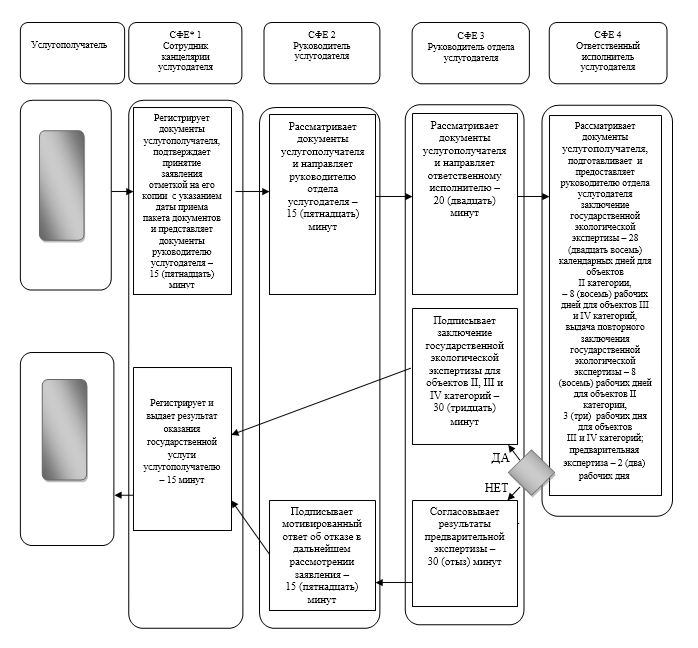 Услугополучатель
СФЕ* 1
Сотрудник
канцелярии
услугодателя
СФЕ 2
Руководитель
услугодателя
СФЕ 3
Руководитель отдела
услугодателя
СФЕ 4
Ответственный
исполнитель
услугодателя
Регистрирует
документы
услугополучателя,
подтверждает
принятие
заявления
отметкой на его
копии с указанием
даты приема
пакета документов
и представляет
документы
руководителю
услугодателя –
15 (пятнадцать)
минут
Рассматривает
документы
услугополучателя
и направляет
руководителю
отдела
услугодателя –
15 (пятнадцать)
минут
Рассматривает
документы
услугополучателя
и направляет
ответственному
исполнителю –
20 (двадцать)
минут
Рассматривает
документы
услугополучателя,
подготавливает и
предоставляет
руководителю отдела
услугодателя
заключение
государственной
экологической
экспертизы – 28
(двадцать восемь)
календарных дней для
объектов
II категории,
– 8 (восемь) рабочих
дней для объектов III
и IV категорий,
выдача повторного
заключения
государственной
экологической
экспертизы – 8
(восемь) рабочих дней
для объектов II
категории,
3 (три) рабочих дня
для объектов
III и IV категорий;
предварительная
экспертиза – 2 (два)
рабочих дня
Подписывает
заключение
государственной
экологической
экспертизы для
объектов II, III и
IV категорий –
30 (тридцать)
минут
Регистрирует и
выдает результат
оказания
государственной
услуги
услугополучателю
– 15 минут
ДА
НЕТ
Подписывает
мотивированный
ответ об отказе в
дальнейшем
рассмотрении
заявления –
15 (пятнадцать)
минут
Согласовывает
результаты
предварительной
экспертизы –
30 (отыз) минут